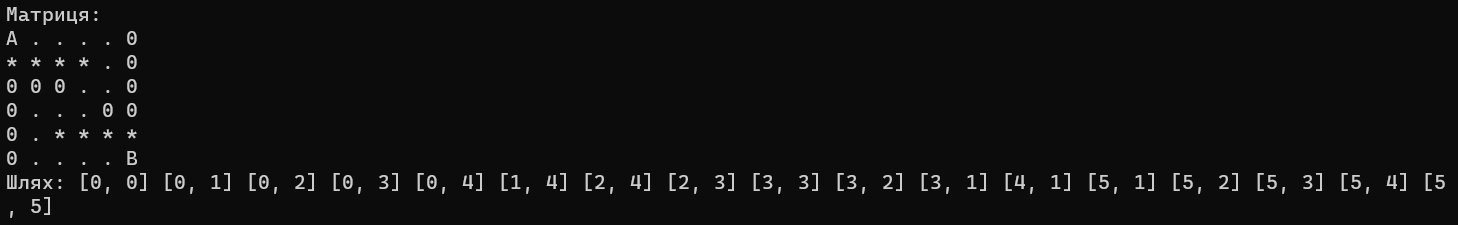 Матриця:
A . . . . 0
* * * * . 0
0 0 0 . . 0
0 . . . 0 0
0 . * * * *
0 . . . . B
Шлях: [0, 0] [0, 1] [0, 2] [0, 3] [0, 4] [1, 4] [2, 4] [2, 3] [3, 3] [3, 2] [3, 1] [4, 1] [5, 1] [5, 2] [5, 3] [5, 4] [5
, 5]